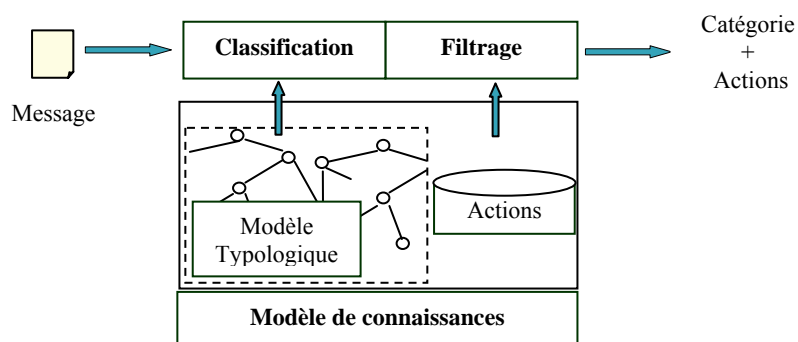 Message
Classification
Filtrage
Catégorie
+
Actions
Modèle
Typologique
Actions
Modèle de connaissances